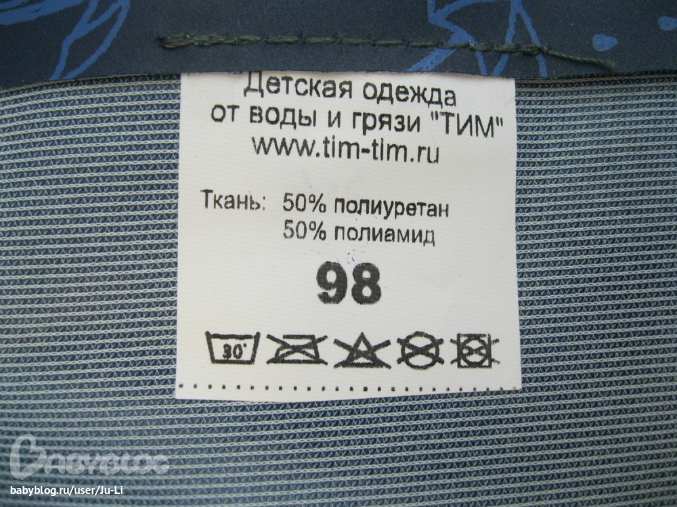 Детская одежда
от воды и грязи "ТИМ"
www.tim-tim.ru
Ткань: 50% полиуретан
50% полиамид
98
30°
BABYBLOG
babyblog.ru/user/Ju-Li